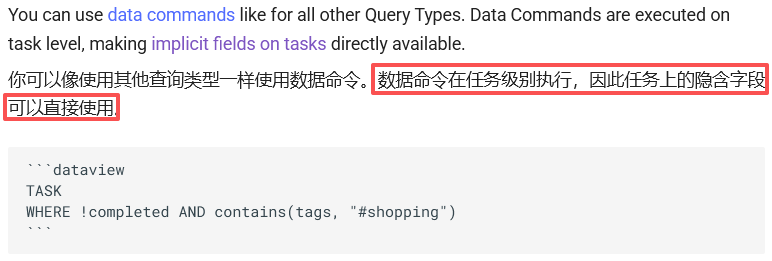 You can use data commands like for all other Query Types. Data Commands are executed on
task level, making implicit fields on tasks directly available.
你可以像使用其他查询类型一样使用数据命令。数据命令在任务级别执行，因此任务上的隐含字段
可以直接使用.
```dataview
TASK
WHERE !completed AND contains(tags, "#shopping")
```